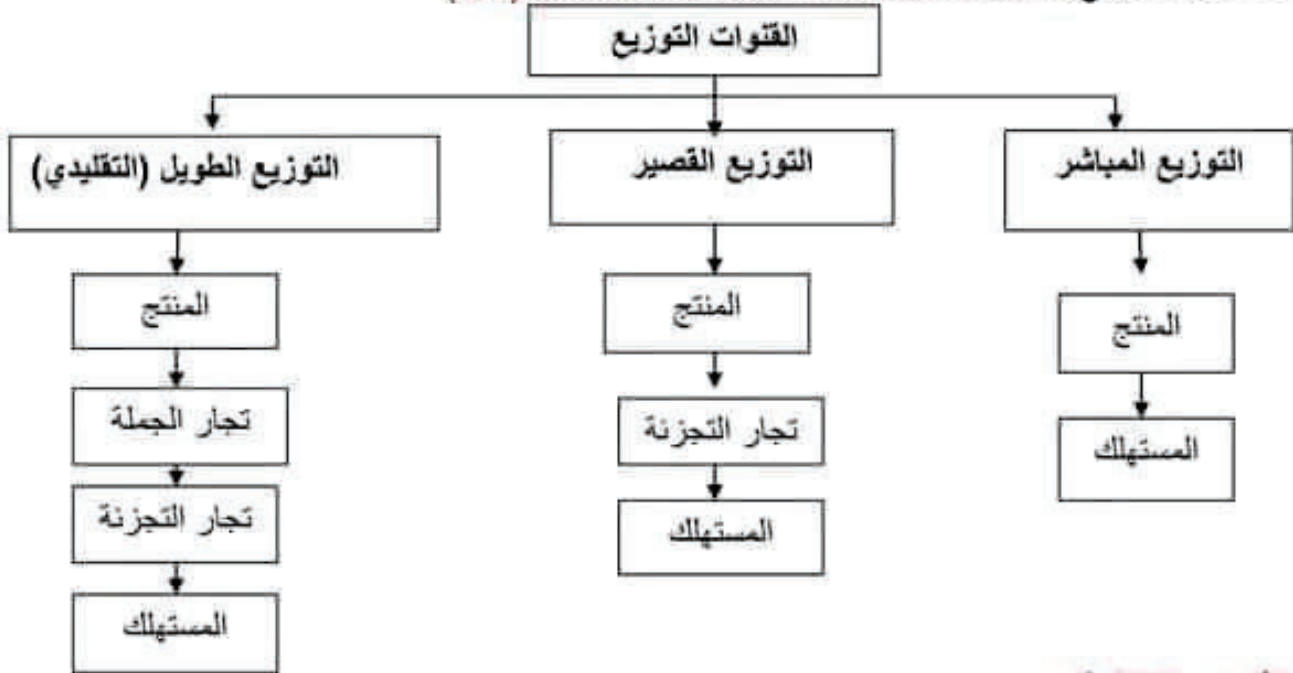 القنوات التوزيع
التوزيع المباشر
التوزيع القصير
التوزيع الطويل (التقليدي)
المنتج
المستهلك
المنتج
تجار التجزئة
المستهلك
المنتج
تجار الجملة
تجار التجزئة
المستهلك